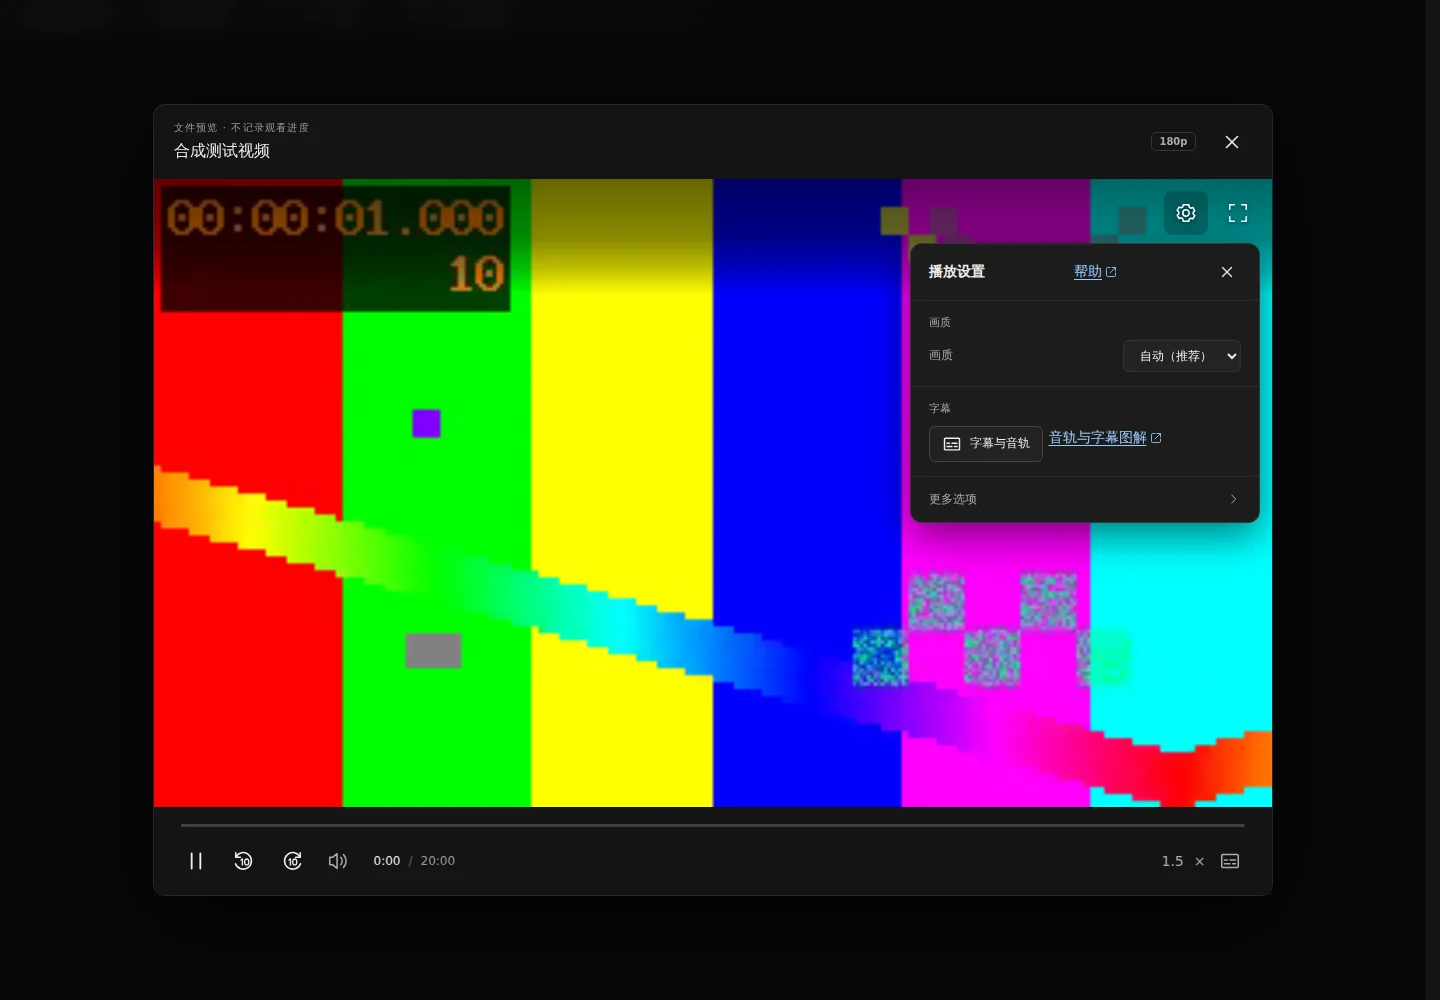 文件预览 · 不记录观看进度
合成测试视频
180p
00:00:01.000
10
播放设置 帮助
画质
画质 自动（推荐）
字幕
字幕与音轨 音轨与字幕图解
更多选项
10 10 0:00 / 20:00 1.5 ×